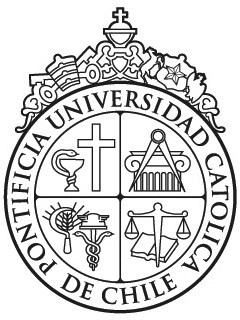 PONTIFICIA UNIVERSIDAD CATOLICA
DE CHILE